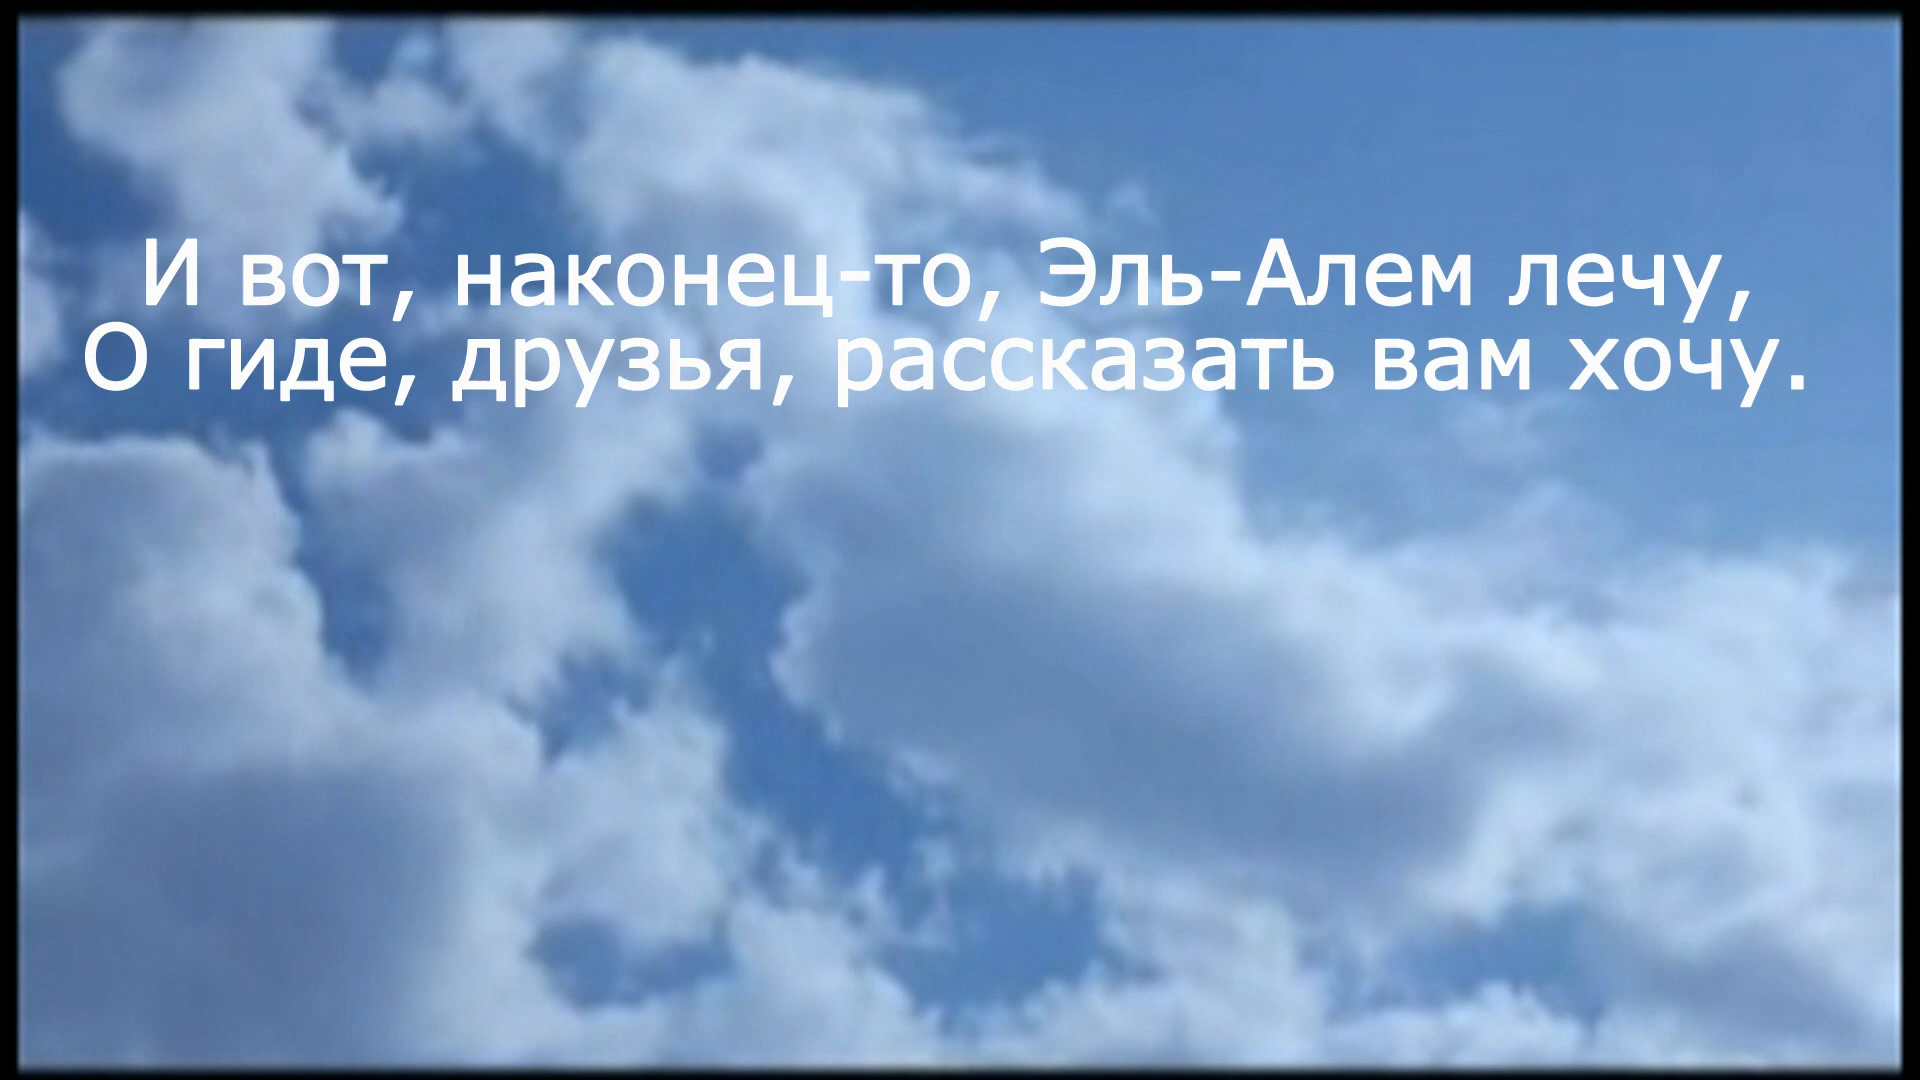 И вот, наконец-то, Эль-Алем лечу,
О гиде, друзья, рассказать вам хочу.